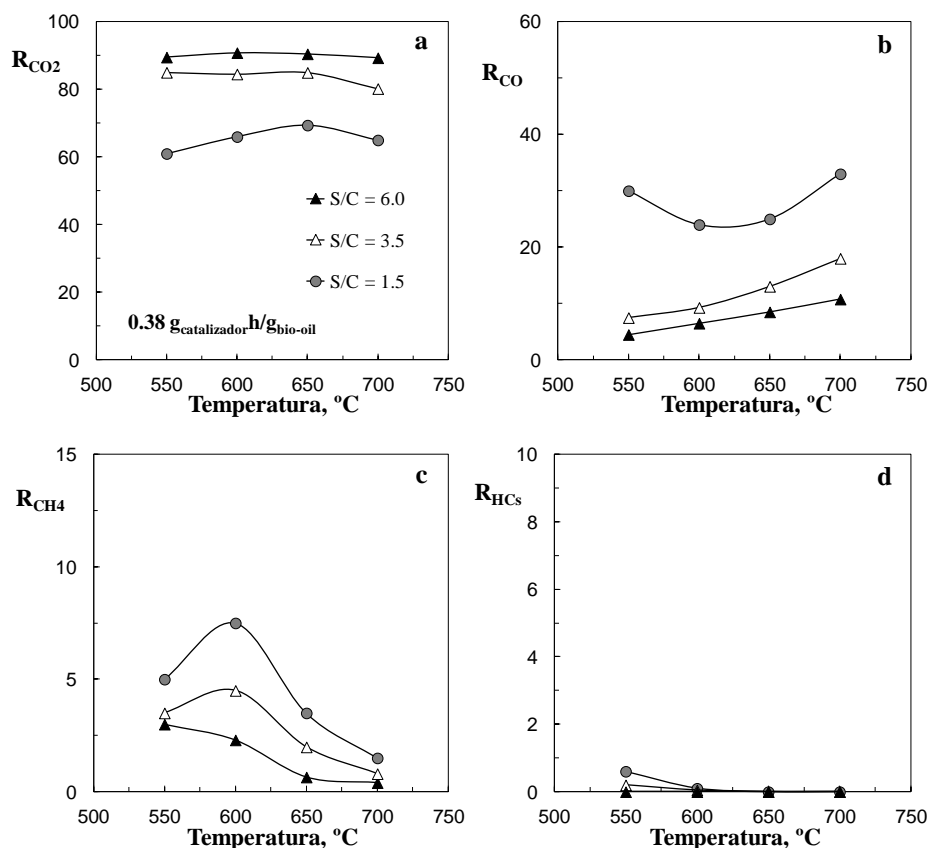 a
R_CO2
100
80
60
40
20
0
S/C = 6.0
S/C = 3.5
S/C = 1.5
0.38 g_catalizador h/g_bio-oil
500 550 600 650 700 750
Temperatura, ºC
b
R_CO
60
40
20
0
500 550 600 650 700 750
Temperatura, ºC
c
R_CH4
15
10
5
0
500 550 600 650 700 750
Temperatura, ºC
d
R_HCs
10
8
6
4
2
0
500 550 600 650 700 750
Temperatura, ºC